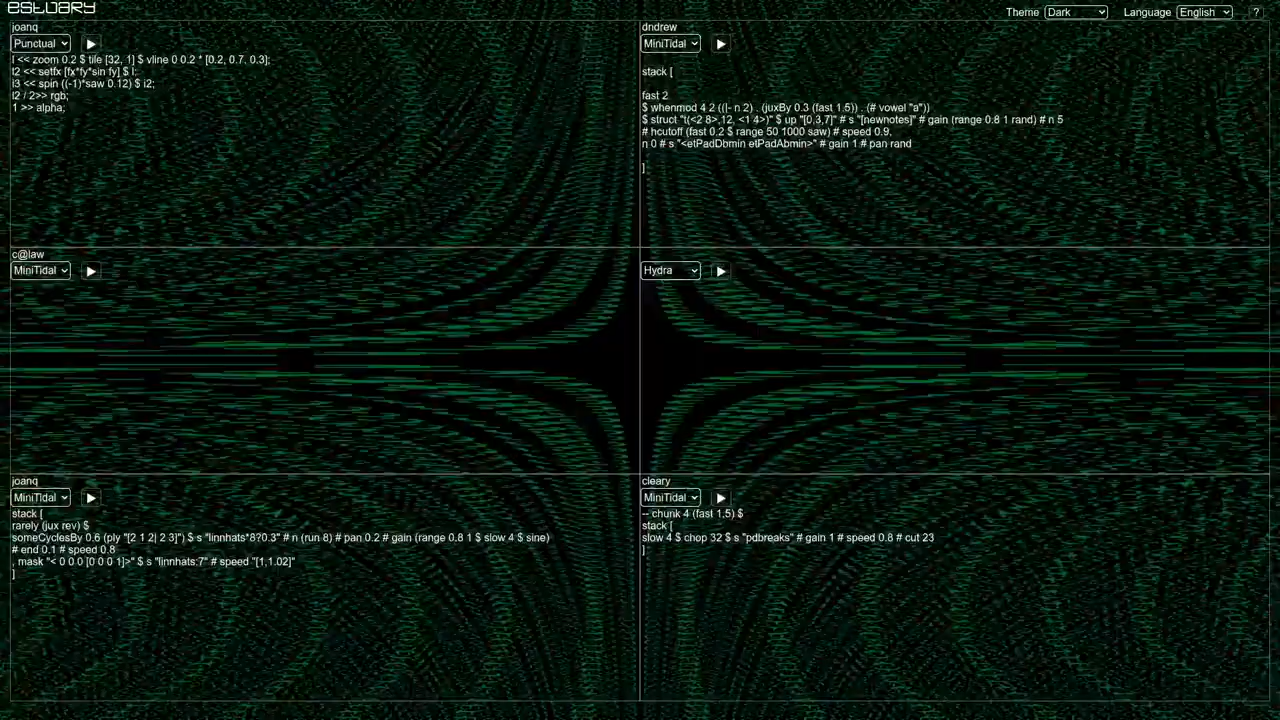 estuary
Theme Dark Language English ?
joanq
Punctual
l << zoom 0.2 $ tile [32, 1] $ vline 0 0.2 * [0.2, 0.7. 0.3];
l2 << setfx [fx*fy*sin fy] $ l;
l3 << spin ((-1)*saw 0.12) $ l2;
l2 / 2>> rgb;
1 >> alpha;
dndrew
MiniTidal
stack [
fast 2
$ whenmod 4 2 ((|- n 2) . (juxBy 0.3 (fast 1.5)) . (# vowel "a"))
$ struct "t(<2 8>,12, <1 4>)" $ up "[0,3,7]" # s "[newnotes]" # gain (range 0.8 1 rand) # n 5
# hcutoff (fast 0.2 $ range 50 1000 saw) # speed 0.9,
n 0 # s "<etPadDbmin etPadAbmin>" # gain 1 # pan rand
]
c@law
MiniTidal
Hydra
joanq
MiniTidal
stack [
rarely (jux rev) $
someCyclesBy 0.6 (ply "[2 1 2| 2 3]") $ s "linnhats*8?0.3" # n (run 8) # pan 0.2 # gain (range 0.8 1 $ slow 4 $ sine)
# end 0.1 # speed 0.8
, mask "< 0 0 0 [0 0 0 1]>" $ s "linnhats:7" # speed "[1,1.02]"
]
cleary
MiniTidal
-- chunk 4 (fast 1.5) $
stack [
slow 4 $ chop 32 $ s "pdbreaks" # gain 1 # speed 0.8 # cut 23
]